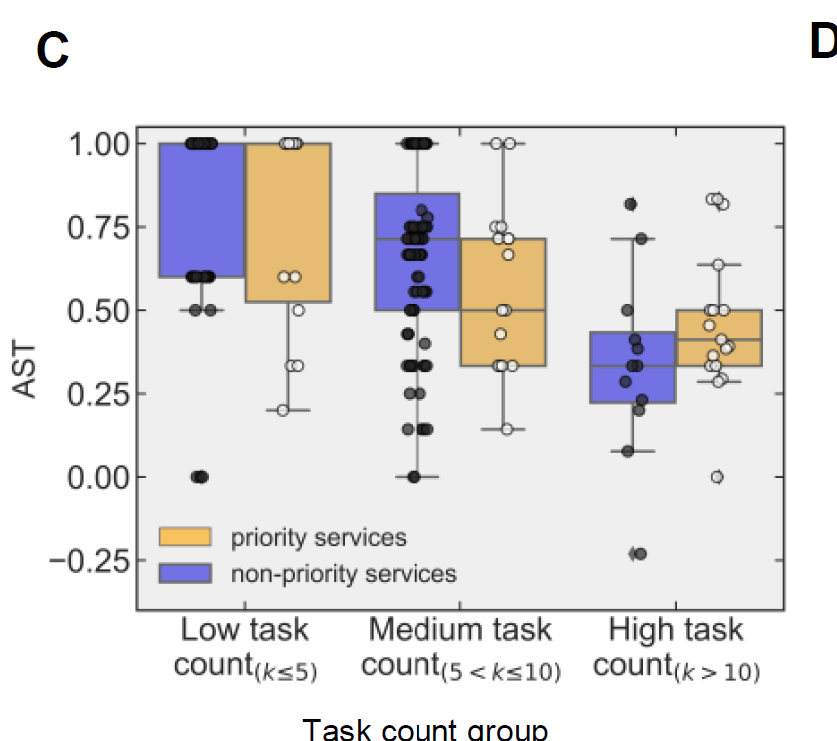 C
D
1.00
0.75
0.50
0.25
0.00
−0.25
AST
priority services
non-priority services
Low task
count(k≤5)
Medium task
count(5 < k≤10)
High task
count(k > 10)
Task count group